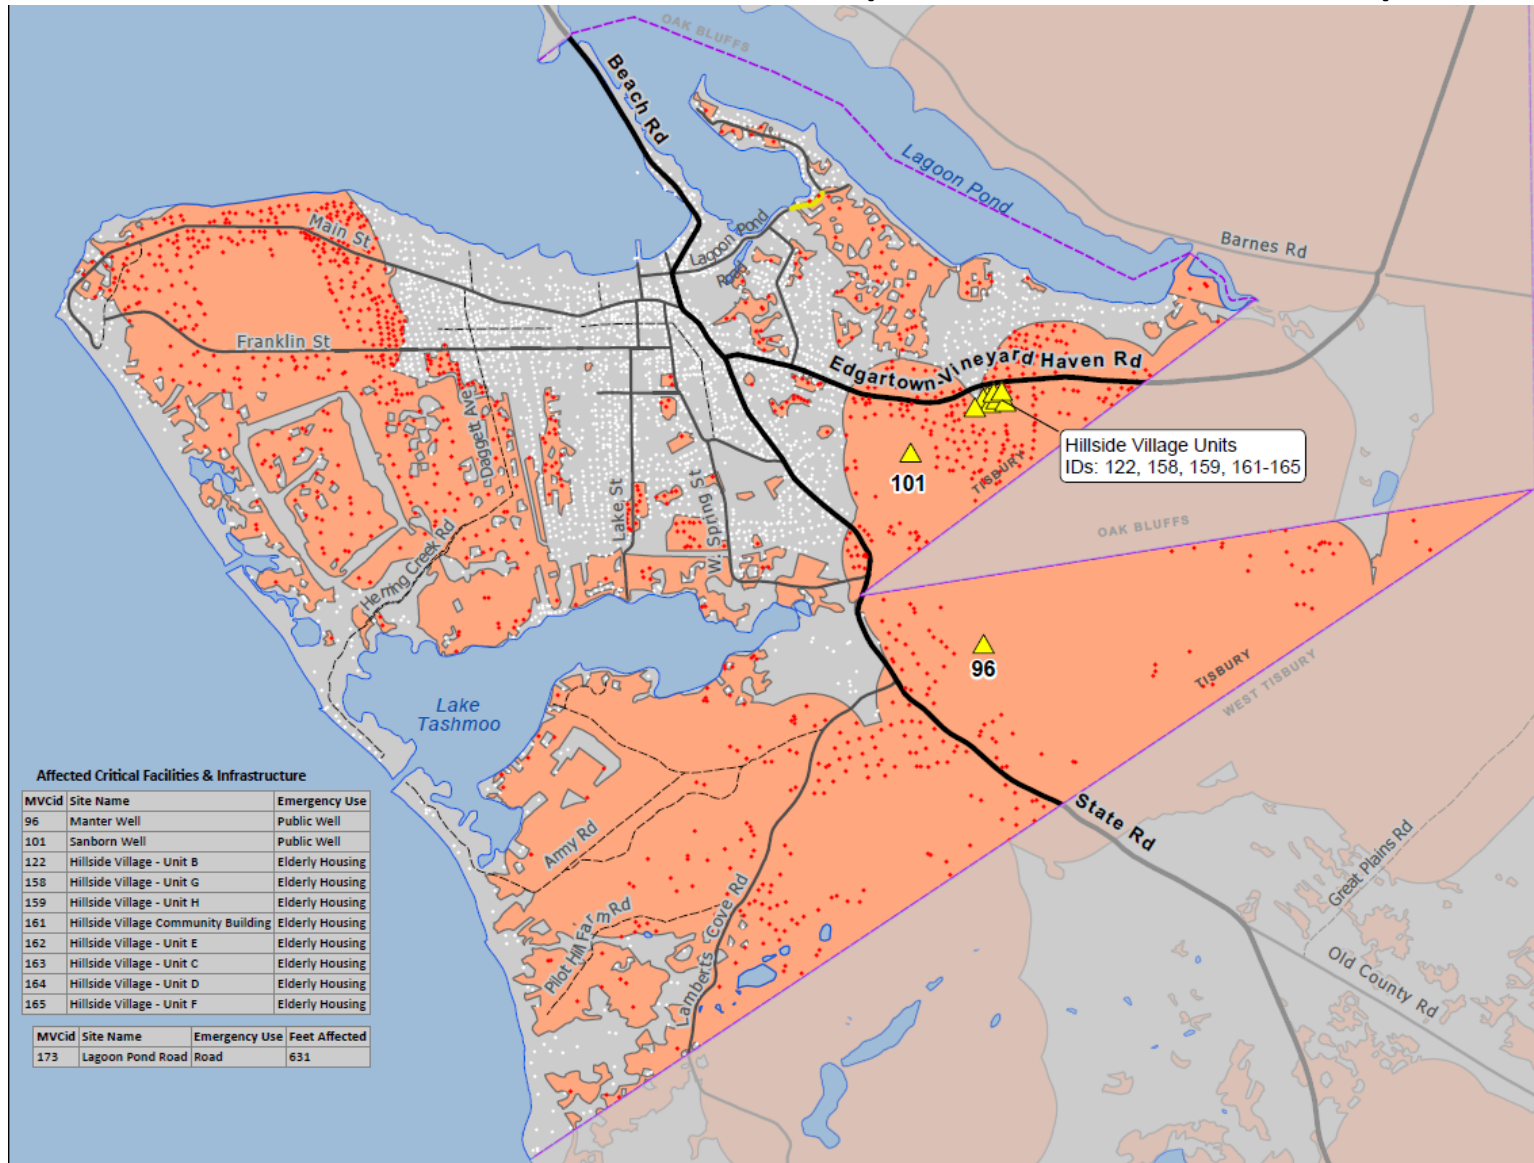 OAK BLUFFS
Beach Rd
Lagoon Pond
Barnes Rd
Main St
Lagoon Pond
Road
Franklin St
Edgartown-Vineyard Haven Rd
Daggett Ave
Hillside Village Units
IDs: 122, 158, 159, 161-165
TISBURY
101
Lake St
W. Spring St
OAK BLUFFS
Herring Creek Rd
96
TISBURY
WEST TISBURY
Lake
Tashmoo
State Rd
Army Rd
Great Plains Rd
Lamberts Cove Rd
Pilot Hill Farm Rd
Old County Rd
Affected Critical Facilities & Infrastructure
MVCid Site Name Emergency Use
96 Manter Well Public Well
101 Sanborn Well Public Well
122 Hillside Village - Unit B Elderly Housing
158 Hillside Village - Unit G Elderly Housing
159 Hillside Village - Unit H Elderly Housing
161 Hillside Village Community Building Elderly Housing
162 Hillside Village - Unit E Elderly Housing
163 Hillside Village - Unit C Elderly Housing
164 Hillside Village - Unit D Elderly Housing
165 Hillside Village - Unit F Elderly Housing
MVCid Site Name Emergency Use Feet Affected
173 Lagoon Pond Road Road 631